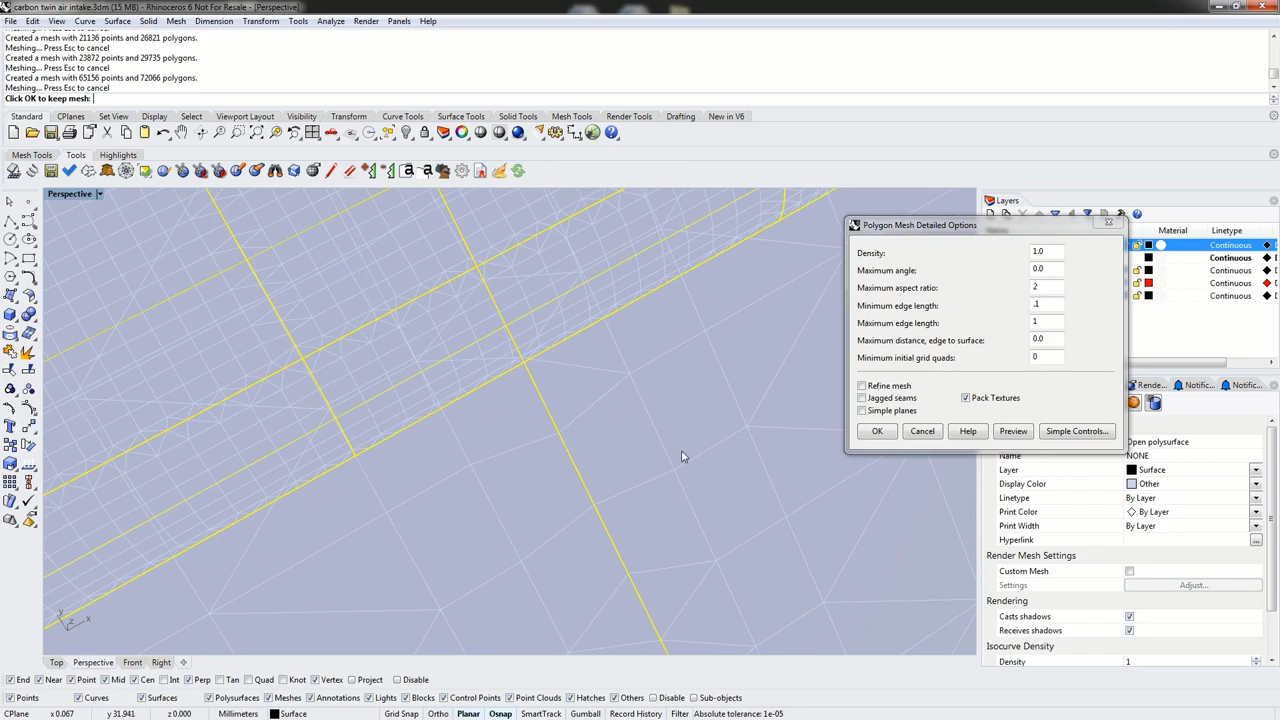 carbon twin air intake.3dm (15 MB) - Rhinoceros 6 Not For Resale - [Perspective]
File Edit View Curve Surface Solid Mesh Dimension Transform Tools Analyze Render Panels Help
Created a mesh with 21136 points and 26821 polygons.
Meshing... Press Esc to cancel
Created a mesh with 23872 points and 29735 polygons.
Meshing... Press Esc to cancel
Created a mesh with 65156 points and 72066 polygons.
Meshing... Press Esc to cancel
Click OK to keep mesh:
Standard CPlanes Set View Display Select Viewport Layout Visibility Transform Curve Tools Surface Tools Solid Tools Mesh Tools Render Tools Drafting New in V6
Mesh Tools Tools Highlights
Perspective
Layers
Material Linetype
Continuous
Continuous
Continuous
Continuous
Continuous
Polygon Mesh Detailed Options
Density: 1.0
Maximum angle: 0.0
Maximum aspect ratio: 2
Minimum edge length: .1
Maximum edge length: 1
Maximum distance, edge to surface: 0.0
Minimum initial grid quads: 0
Refine mesh
Jagged seams Pack Textures
Simple planes
OK Cancel Help Preview Simple Controls...
Rende... Notific... Notific...
Open polysurface
Name NONE
Layer Surface
Display Color Other
Linetype By Layer
Print Color By Layer
Print Width By Layer
Hyperlink ...
Render Mesh Settings
Custom Mesh
Settings Adjust...
Rendering
Casts shadows
Receives shadows
Isocurve Density
Density 1
y
z x
Top Perspective Front Right
End Near Point Mid Cen Int Perp Tan Quad Knot Vertex Project Disable
Points Curves Surfaces Polysurfaces Meshes Annotations Lights Blocks Control Points Point Clouds Hatches Others Disable Sub-objects
CPlane x 0.067 y 31.941 z 0.000 Millimeters Surface Grid Snap Ortho Planar Osnap SmartTrack Gumball Record History Filter Absolute tolerance: 1e-05